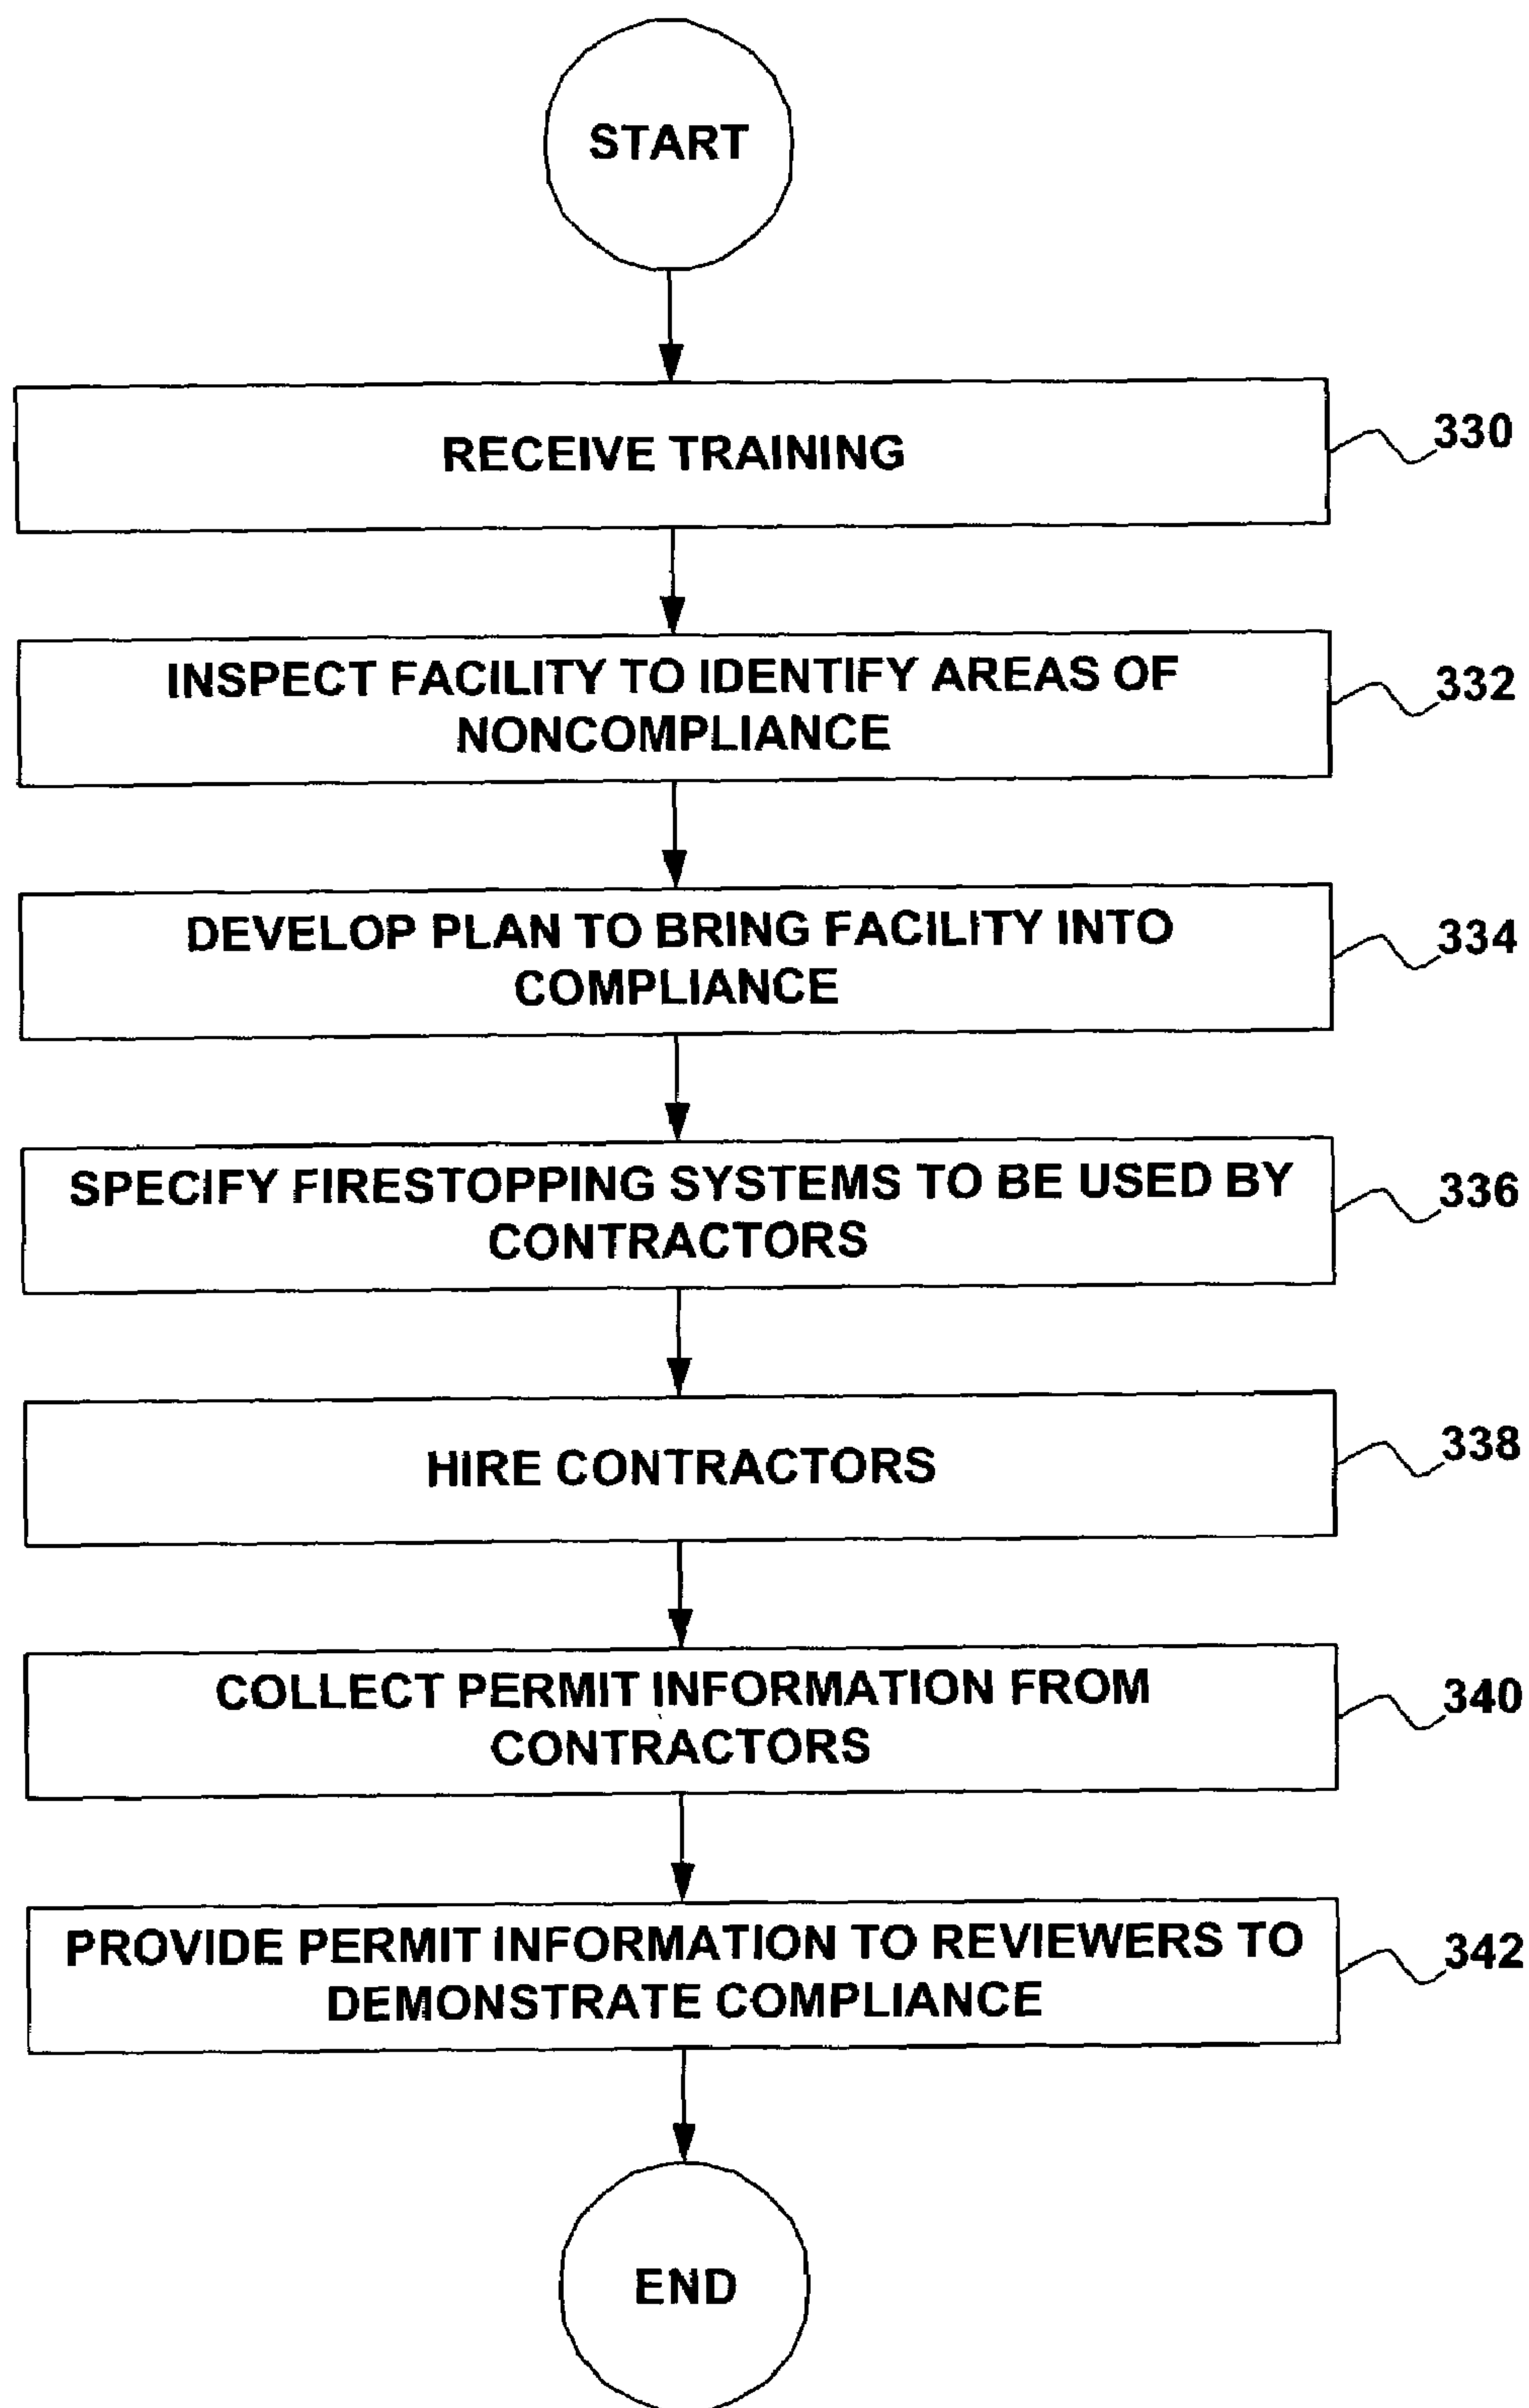 START
RECEIVE TRAINING
330
INSPECT FACILITY TO IDENTIFY AREAS OF
NONCOMPLIANCE
332
DEVELOP PLAN TO BRING FACILITY INTO
COMPLIANCE
334
SPECIFY FIRESTOPPING SYSTEMS TO BE USED BY
CONTRACTORS
336
HIRE CONTRACTORS
338
COLLECT PERMIT INFORMATION FROM
CONTRACTORS
340
PROVIDE PERMIT INFORMATION TO REVIEWERS TO
DEMONSTRATE COMPLIANCE
342
END